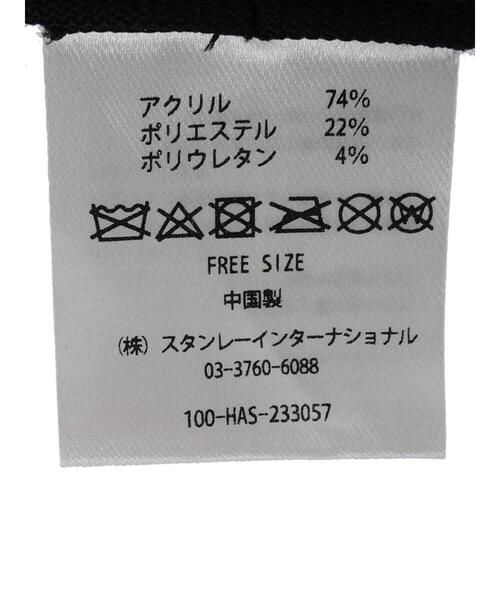 アクリル 74%
ポリエステル 22%
ポリウレタン 4%
FREE SIZE
中国製
(株) スタンレーインターナショナル
03-3760-6088
100-HAS-233057